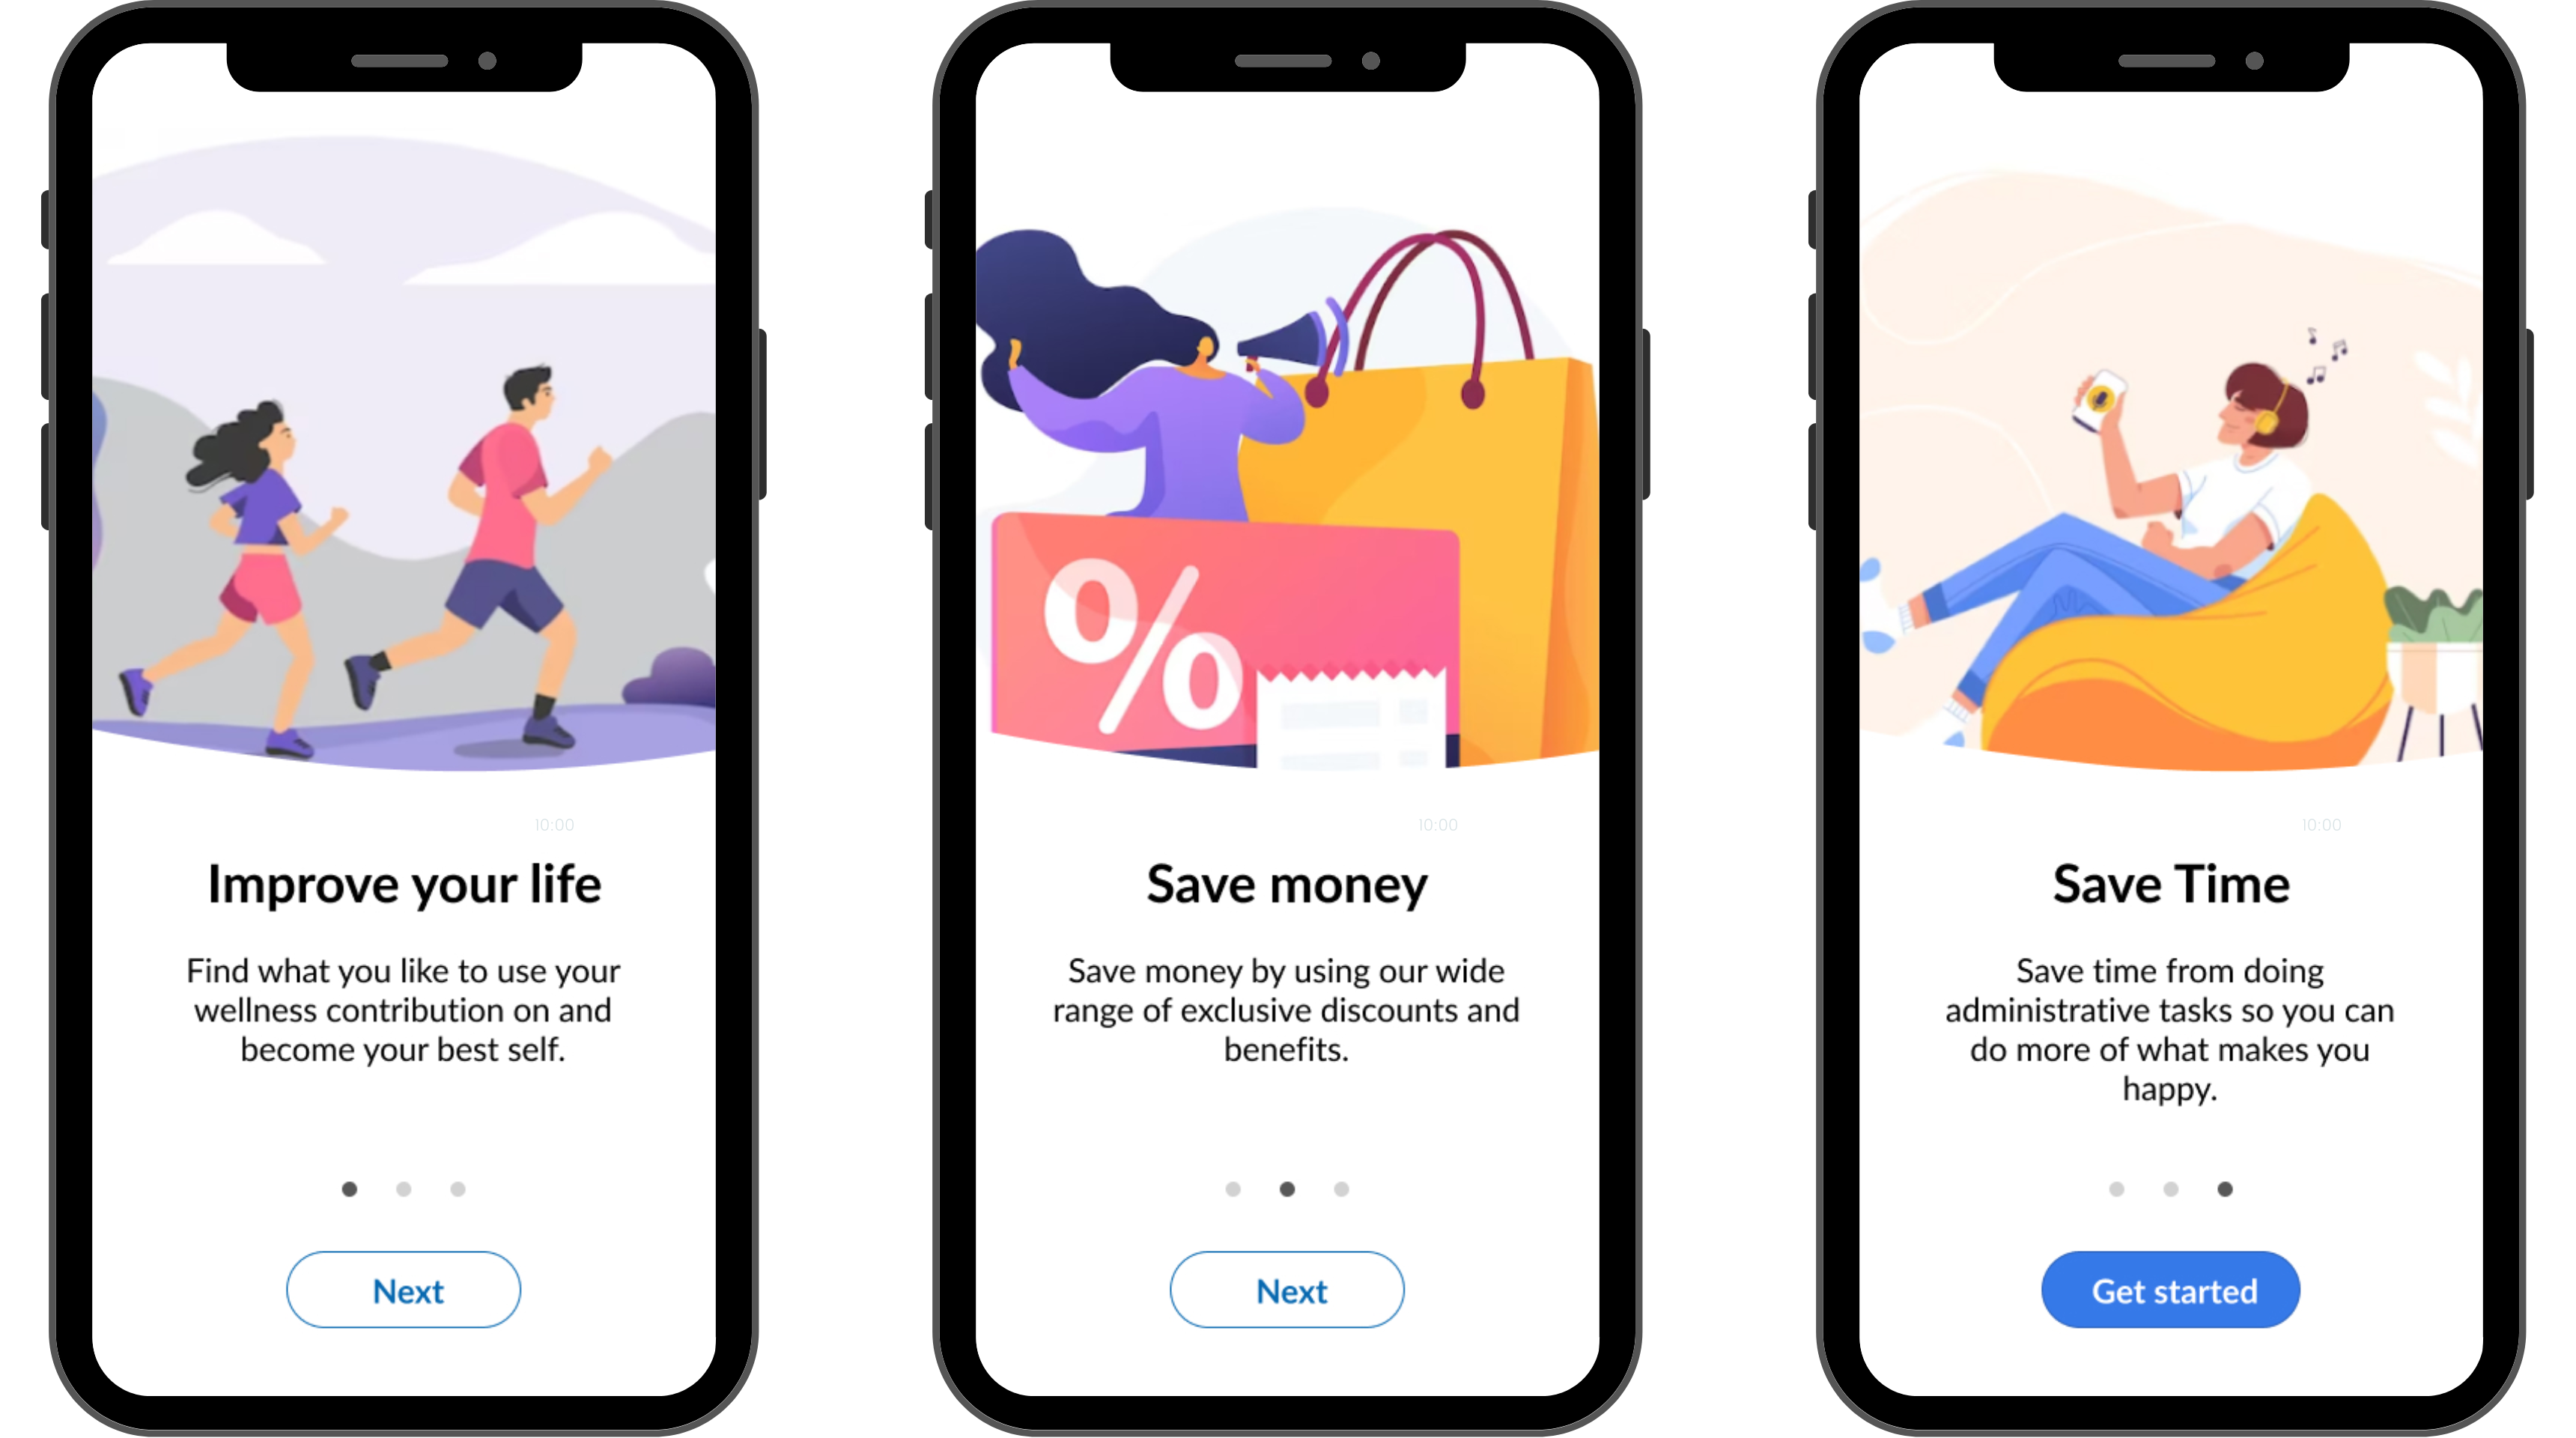 10:00
Improve your life
Find what you like to use your
wellness contribution on and
become your best self.
Next
%
10:00
Save money
Save money by using our wide
range of exclusive discounts and
benefits.
Next
10:00
Save Time
Save time from doing
administrative tasks so you can
do more of what makes you
happy.
Get started